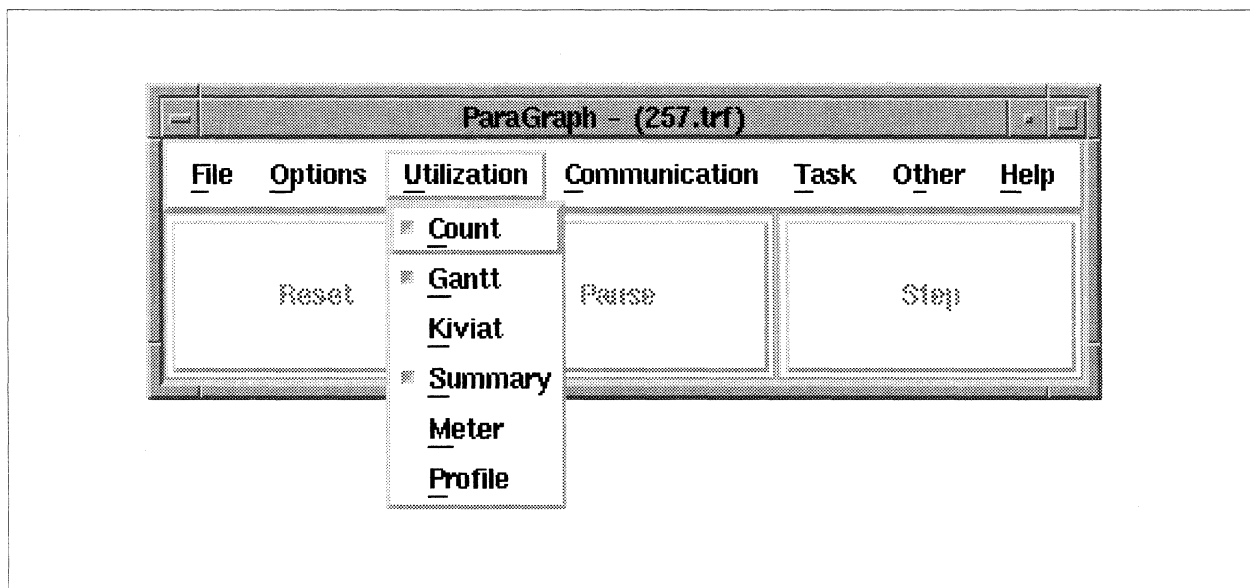 ParaGraph - (257.trf)
File Options Utilization Communication Task Other Help
Count
Gantt
Kiviat
Summary
Meter
Profile
Reset Pause Step